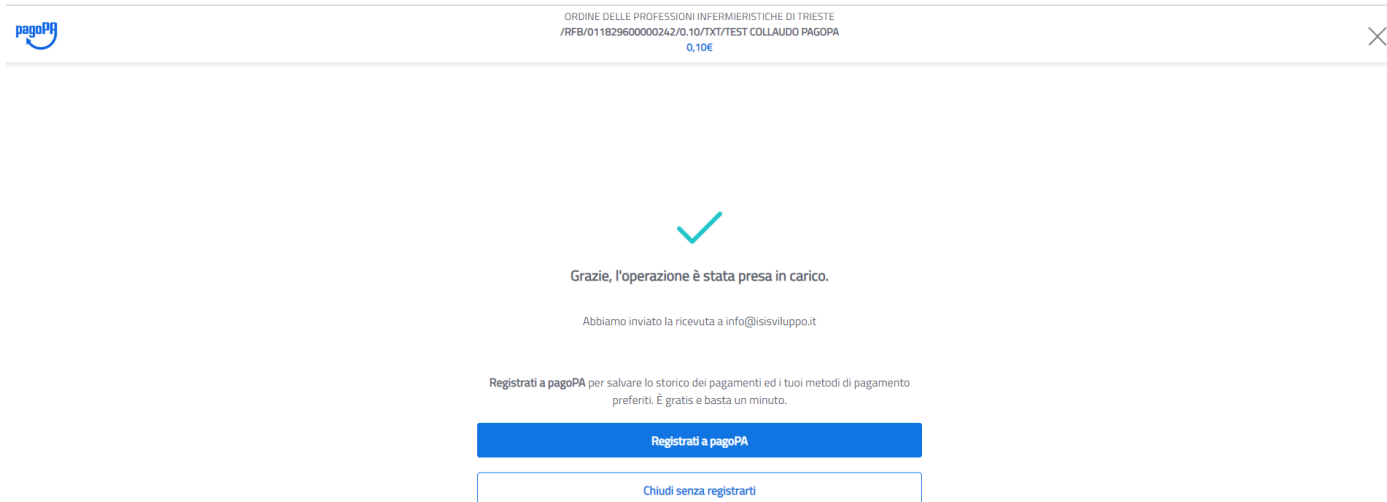 pagoPA
ORDINE DELLE PROFESSIONI INFERMIERISTICHE DI TRIESTE
/RFB/011829600000242/0.10/TXT/TEST COLLAUDO PAGOPA
0,10€
Grazie, l'operazione è stata presa in carico.
Abbiamo inviato la ricevuta a info@isisviluppo.it
Registrati a pagoPA per salvare lo storico dei pagamenti ed i tuoi metodi di pagamento
preferiti. È gratis e basta un minuto.
Registrati a pagoPA
Chiudi senza registrarti